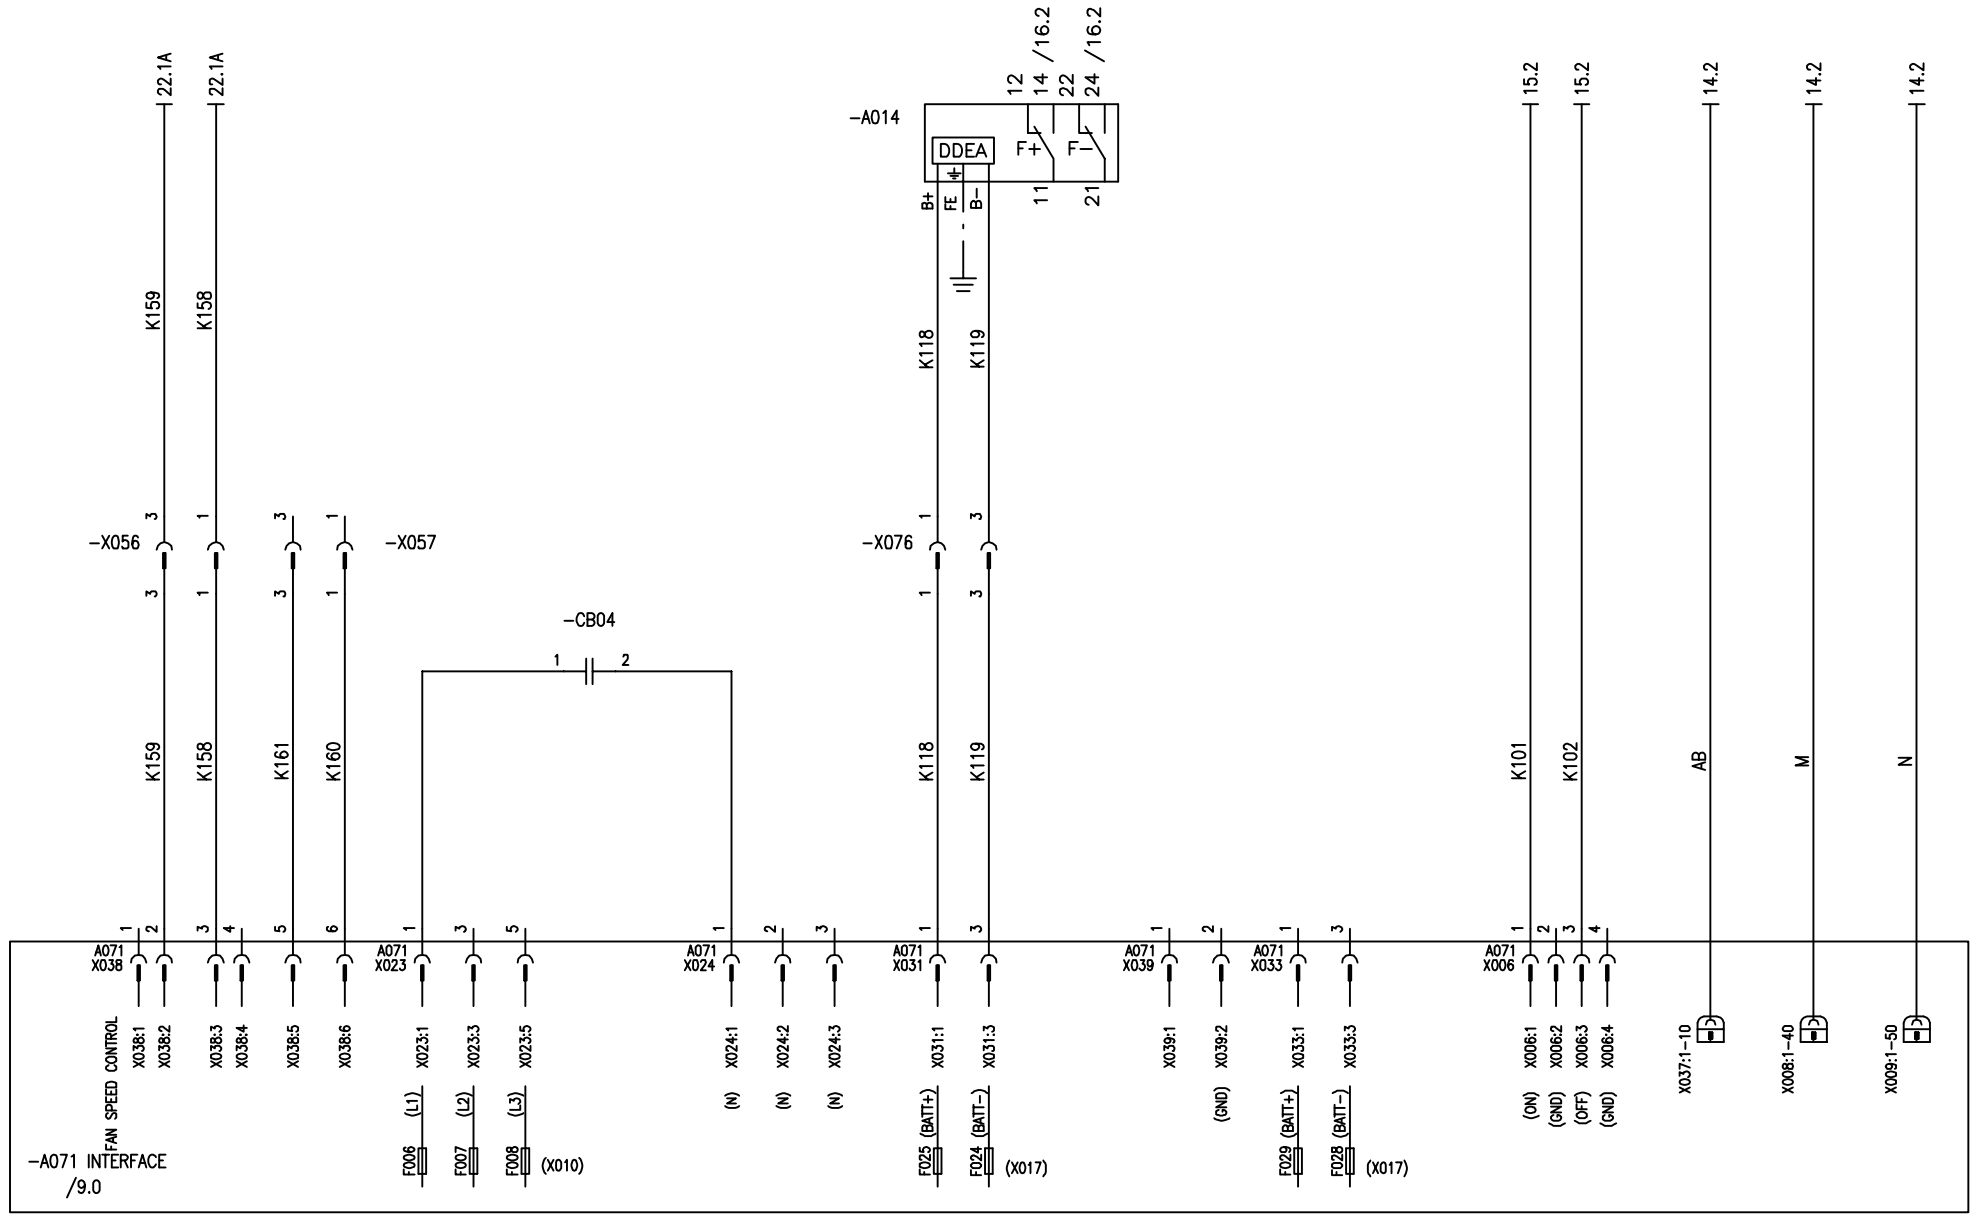 22.1A
22.1A
12
14 /16.2
22
24 /16.2
15.2
15.2
14.2
14.2
14.2
-A014
DDEA
F+
F-
B+
FE
B-
11
21
K159
K158
K118
K119
3
1
3
1
1
3
-X056
-X057
-X076
3
1
3
1
1
3
-CB04
1
2
K159
K158
K161
K160
K118
K119
K101
K102
AB
M
N
1
2
3
4
5
6
1
3
5
1
2
3
1
3
1
2
1
3
1
2
3
4
A071
X038
A071
X023
A071
X024
A071
X031
A071
X039
A071
X033
A071
X006
FAN SPEED CONTROL
X038:1
X038:2
X038:3
X038:4
X038:5
X038:6
X023:1
X023:3
X023:5
X024:1
X024:2
X024:3
X031:1
X031:3
X039:1
X039:2
X033:1
X033:3
X006:1
X006:2
X006:3
X006:4
X037:1-10
X008:1-40
X009:1-50
(L1)
(L2)
(L3)
(N)
(N)
(N)
(BATT+)
(BATT-)
(GND)
(BATT+)
(BATT-)
(ON)
(GND)
(OFF)
(GND)
F006
F007
F008
(X010)
F025
F024
(X017)
F029
F028
(X017)
-A071 INTERFACE
/9.0